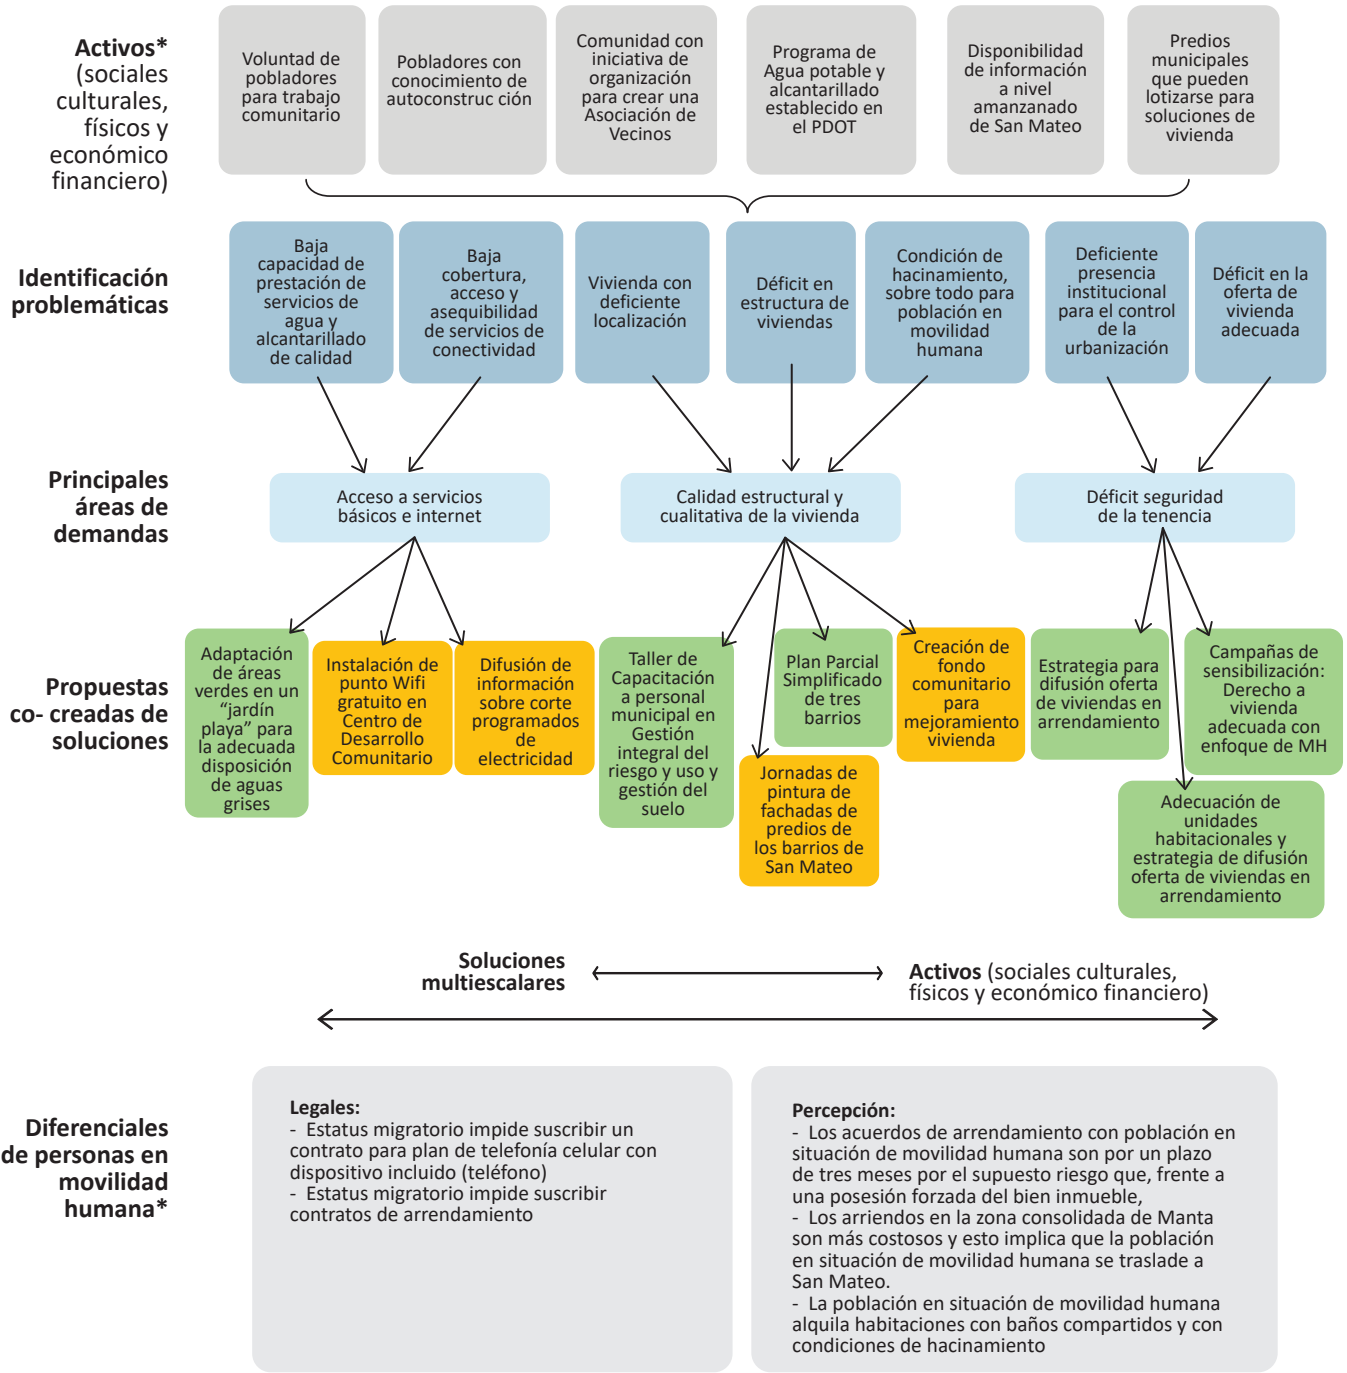 Activos*
(sociales
culturales,
físicos y
económico
financiero)
Voluntad de
pobladores
para trabajo
comunitario
Pobladores con
conocimiento de
autoconstruc ción
Comunidad con
iniciativa de
organización
para crear una
Asociación de
Vecinos
Programa de
Agua potable y
alcantarillado
establecido en
el PDOT
Disponibilidad
de información
a nivel
amanzanado
de San Mateo
Predios
municipales
que pueden
lotizarse para
soluciones de
vivienda
Identificación
problemáticas
Baja
capacidad de
prestación de
servicios de
agua y
alcantarillado
de calidad
Baja
cobertura,
acceso y
asequibilidad
de servicios de
conectividad
Vivienda con
deficiente
localización
Déficit en
estructura de
viviendas
Condición de
hacinamiento,
sobre todo para
población en
movilidad
humana
Deficiente
presencia
institucional
para el control
de la
urbanización
Déficit en la
oferta de
vivienda
adecuada
Principales
áreas de
demandas
Acceso a servicios
básicos e internet
Calidad estructural y
cualitativa de la vivienda
Déficit seguridad
de la tenencia
Propuestas
co- creadas de
soluciones
Adaptación
de áreas
verdes en un
“jardín
playa” para
la adecuada
disposición
de aguas
grises
Instalación de
punto Wifi
gratuito en
Centro de
Desarrollo
Comunitario
Difusión de
información
sobre corte
programados
de
electricidad
Taller de
Capacitación
a personal
municipal en
Gestión
integral del
riesgo y uso y
gestión del
suelo
Jornadas de
pintura de
fachadas de
predios de
los barrios de
San Mateo
Plan Parcial
Simplificado
de tres
barrios
Creación de
fondo
comunitario
para
mejoramiento
vivienda
Estrategia para
difusión oferta
de viviendas en
arrendamiento
Campañas de
sensibilización:
Derecho a
vivienda
adecuada con
enfoque de MH
Adecuación de
unidades
habitacionales y
estrategia de difusión
oferta de viviendas en
arrendamiento
Soluciones
multiescalares
Activos (sociales culturales,
físicos y económico financiero)
Diferenciales
de personas en
movilidad
humana*
Legales:
- Estatus migratorio impide suscribir un
contrato para plan de telefonía celular con
dispositivo incluido (teléfono)
- Estatus migratorio impide suscribir
contratos de arrendamiento
Percepción:
- Los acuerdos de arrendamiento con población en
situación de movilidad humana son por un plazo
de tres meses por el supuesto riesgo que, frente a
una posesión forzada del bien inmueble,
- Los arriendos en la zona consolidada de Manta
son más costosos y esto implica que la población
en situación de movilidad humana se traslade a
San Mateo.
- La población en situación de movilidad humana
alquila habitaciones con baños compartidos y con
condiciones de hacinamiento